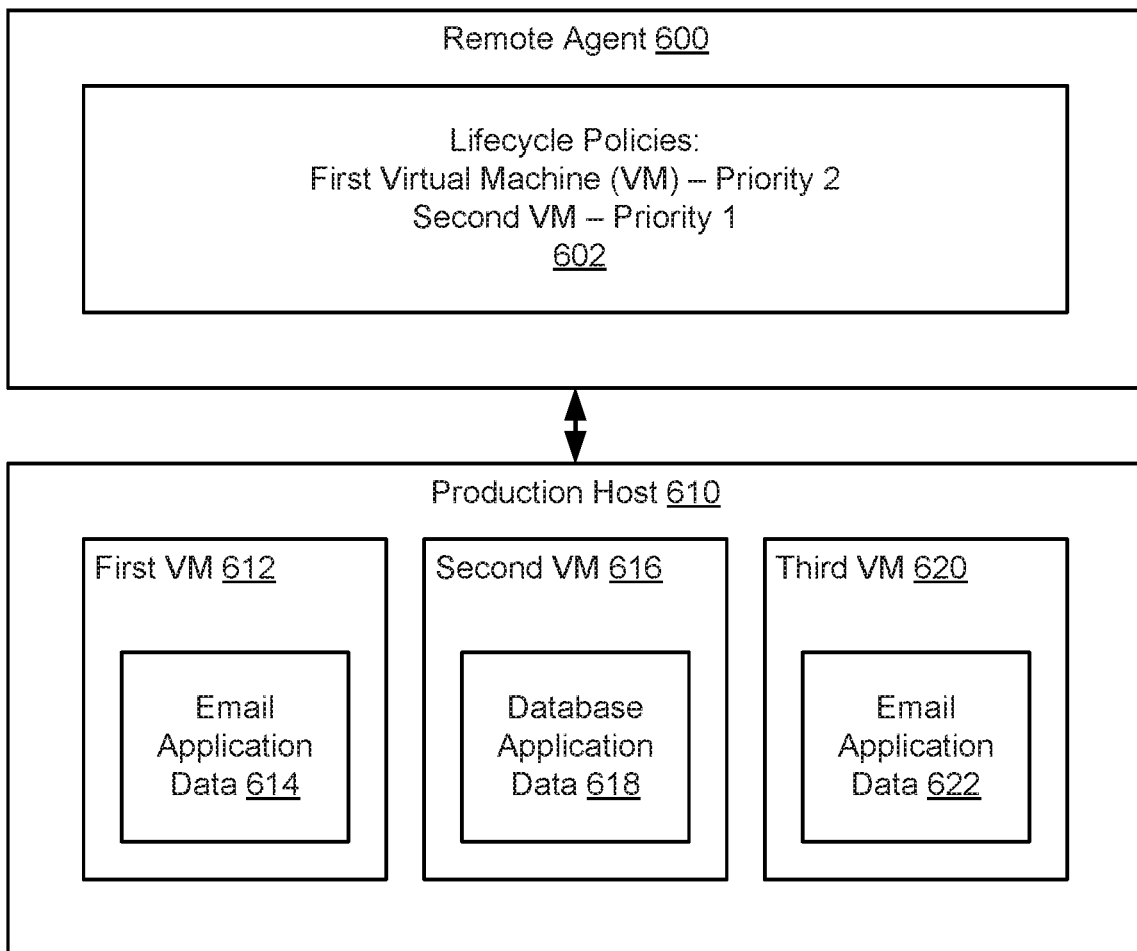 Remote Agent 600
Lifecycle Policies:
First Virtual Machine (VM) – Priority 2
Second VM – Priority 1
602
Production Host 610
First VM 612
Email
Application
Data 614
Second VM 616
Database
Application
Data 618
Third VM 620
Email
Application
Data 622